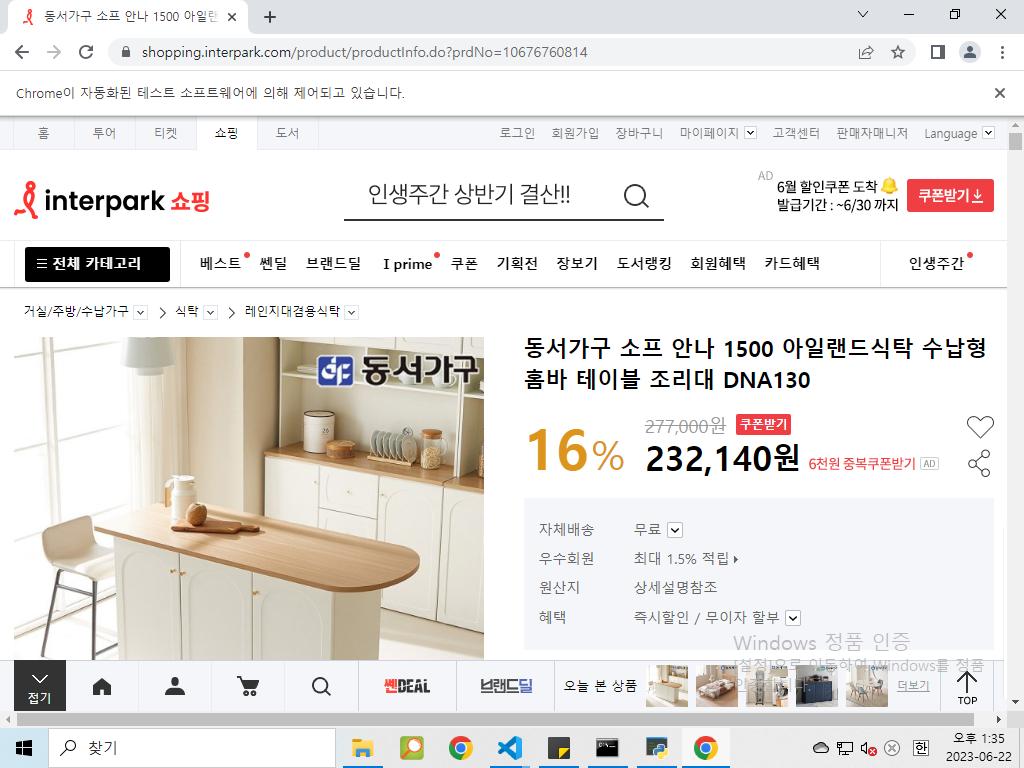 동서가구 소프 안나 1500 아일랜
shopping.interpark.com/product/productInfo.do?prdNo=10676760814
Chrome이 자동화된 테스트 소프트웨어에 의해 제어되고 있습니다.
홈 투어 티켓 쇼핑 도서 로그인 회원가입 장바구니 마이페이지 고객센터 판매자매니저 Language
interpark 쇼핑
인생주간 상반기 결산!!
AD
6월 할인쿠폰 도착
발급기간 : ~6/30 까지
쿠폰받기
전체 카테고리 베스트 쎈딜 브랜드딜 I prime 쿠폰 기획전 장보기 도서랭킹 회원혜택 카드혜택 인생주간
거실/주방/수납가구 식탁 레인지대겸용식탁
동서가구
동서가구 소프 안나 1500 아일랜드식탁 수납형
홈바 테이블 조리대 DNA130
277,000원 쿠폰받기
16% 232,140원 6천원 중복쿠폰받기 AD
자체배송 무료
우수회원 최대 1.5% 적립
원산지 상세설명참조
혜택 즉시할인 / 무이자 할부
Windows 정품 인증
[설정]으로 이동하여 Windows를 정품
접기
쎈DEAL 브랜드딜 오늘 본 상품 더보기
TOP
찾기
한
오후 1:35
2023-06-22